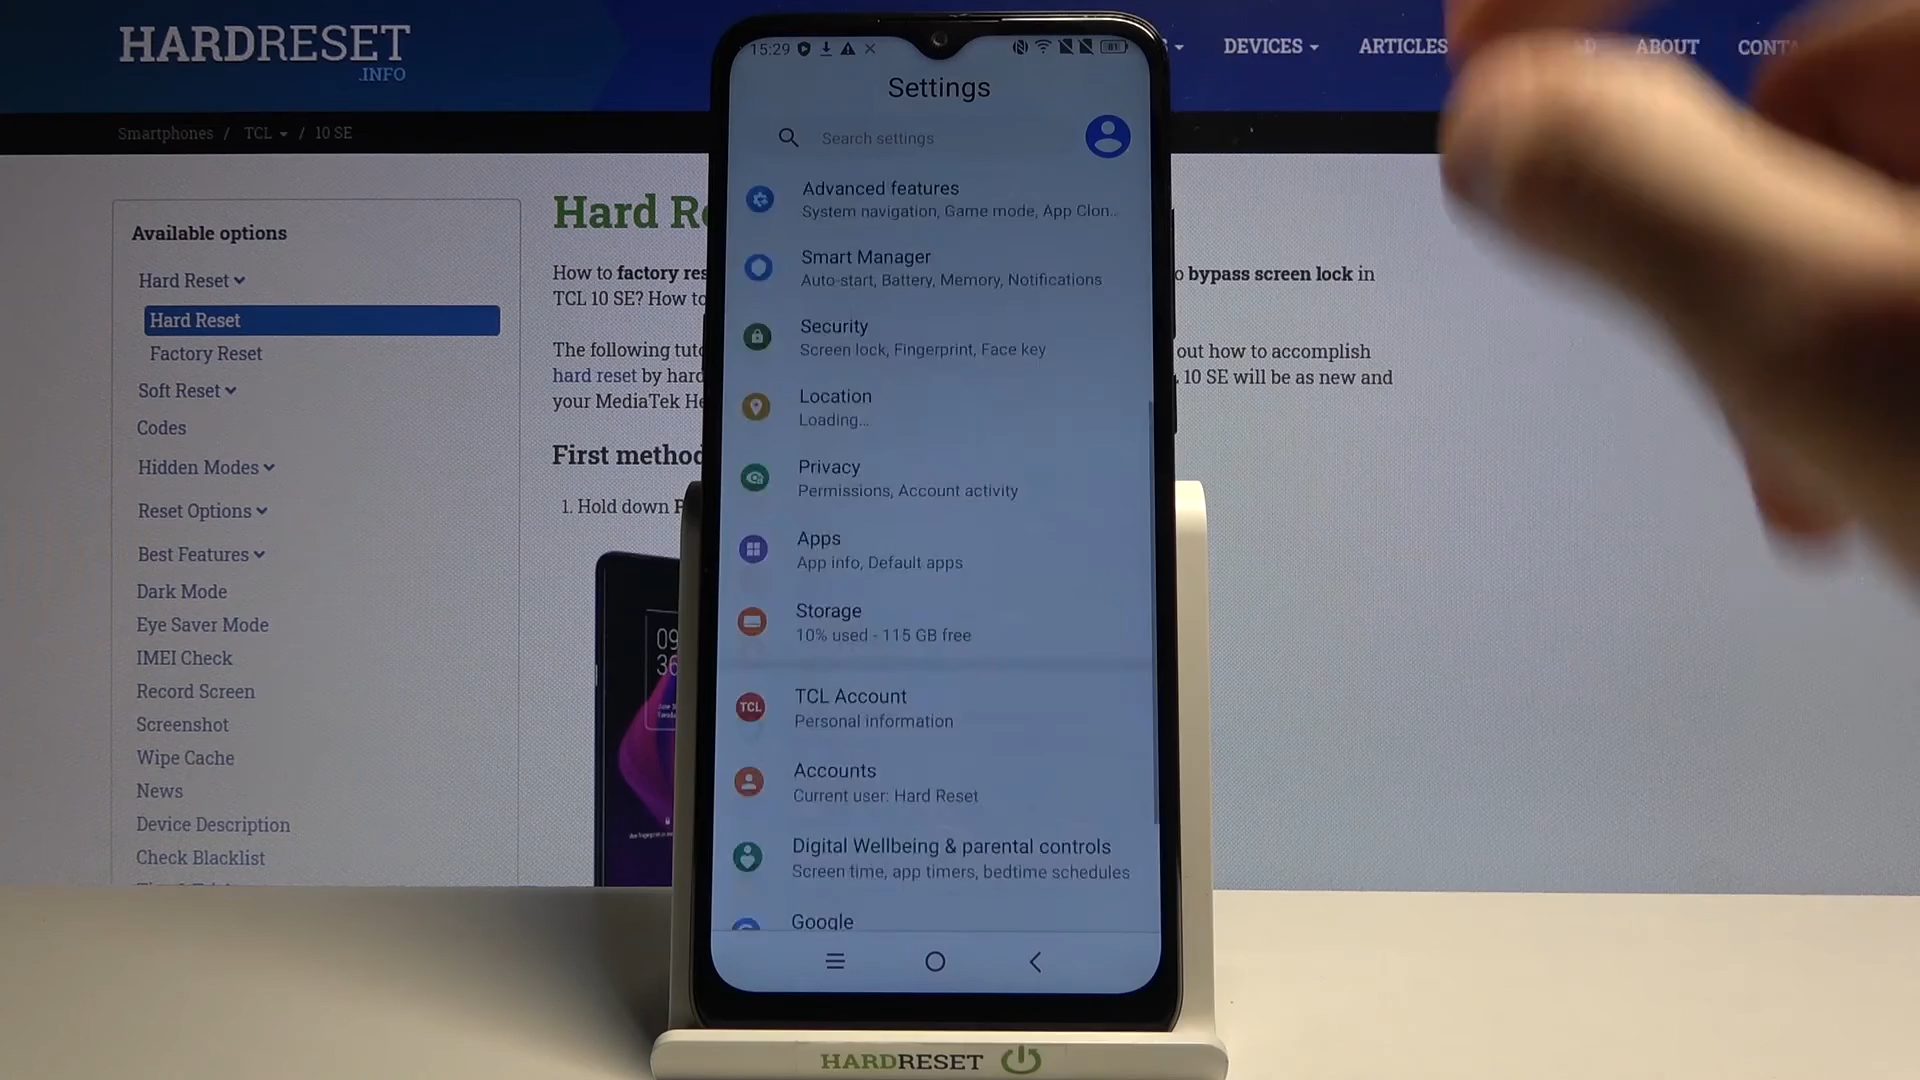 HARDRESET
.INFO
DEVICES
ARTICLES
ABOUT
Smartphones / TCL / 10 SE
Available options
Hard Reset
Hard Reset
Factory Reset
Soft Reset
Codes
Hidden Modes
Reset Options
Best Features
Dark Mode
Eye Saver Mode
IMEI Check
Record Screen
Screenshot
Wipe Cache
News
Device Description
Check Blacklist
Hard
How to factory
bypass screen lock in
TCL 10 SE? How
The following
out how to accomplish
hard reset by
10 SE will be as new and
your MediaTek
First
1. Hold down
15:29
81
Settings
Search settings
Advanced features
System navigation, Game mode, App Clon..
Smart Manager
Auto-start, Battery, Memory, Notifications
Security
Screen lock, Fingerprint, Face key
Location
Loading...
Privacy
Permissions, Account activity
Apps
App info, Default apps
Storage
10% used - 115 GB free
TCL
TCL Account
Personal information
Accounts
Current user: Hard Reset
Digital Wellbeing & parental controls
Screen time, app timers, bedtime schedules
Google
HARDRESET